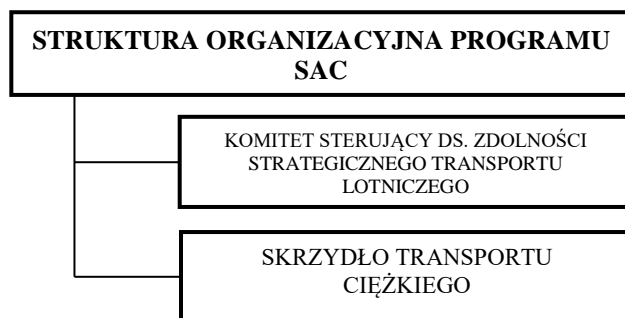 STRUKTURA ORGANIZACYJNA PROGRAMU
SAC
KOMITET STERUJĄCY DS. ZDOLNOŚCI
STRATEGICZNEGO TRANSPORTU
LOTNICZEGO
SKRZYDŁO TRANSPORTU
CIĘŻKIEGO